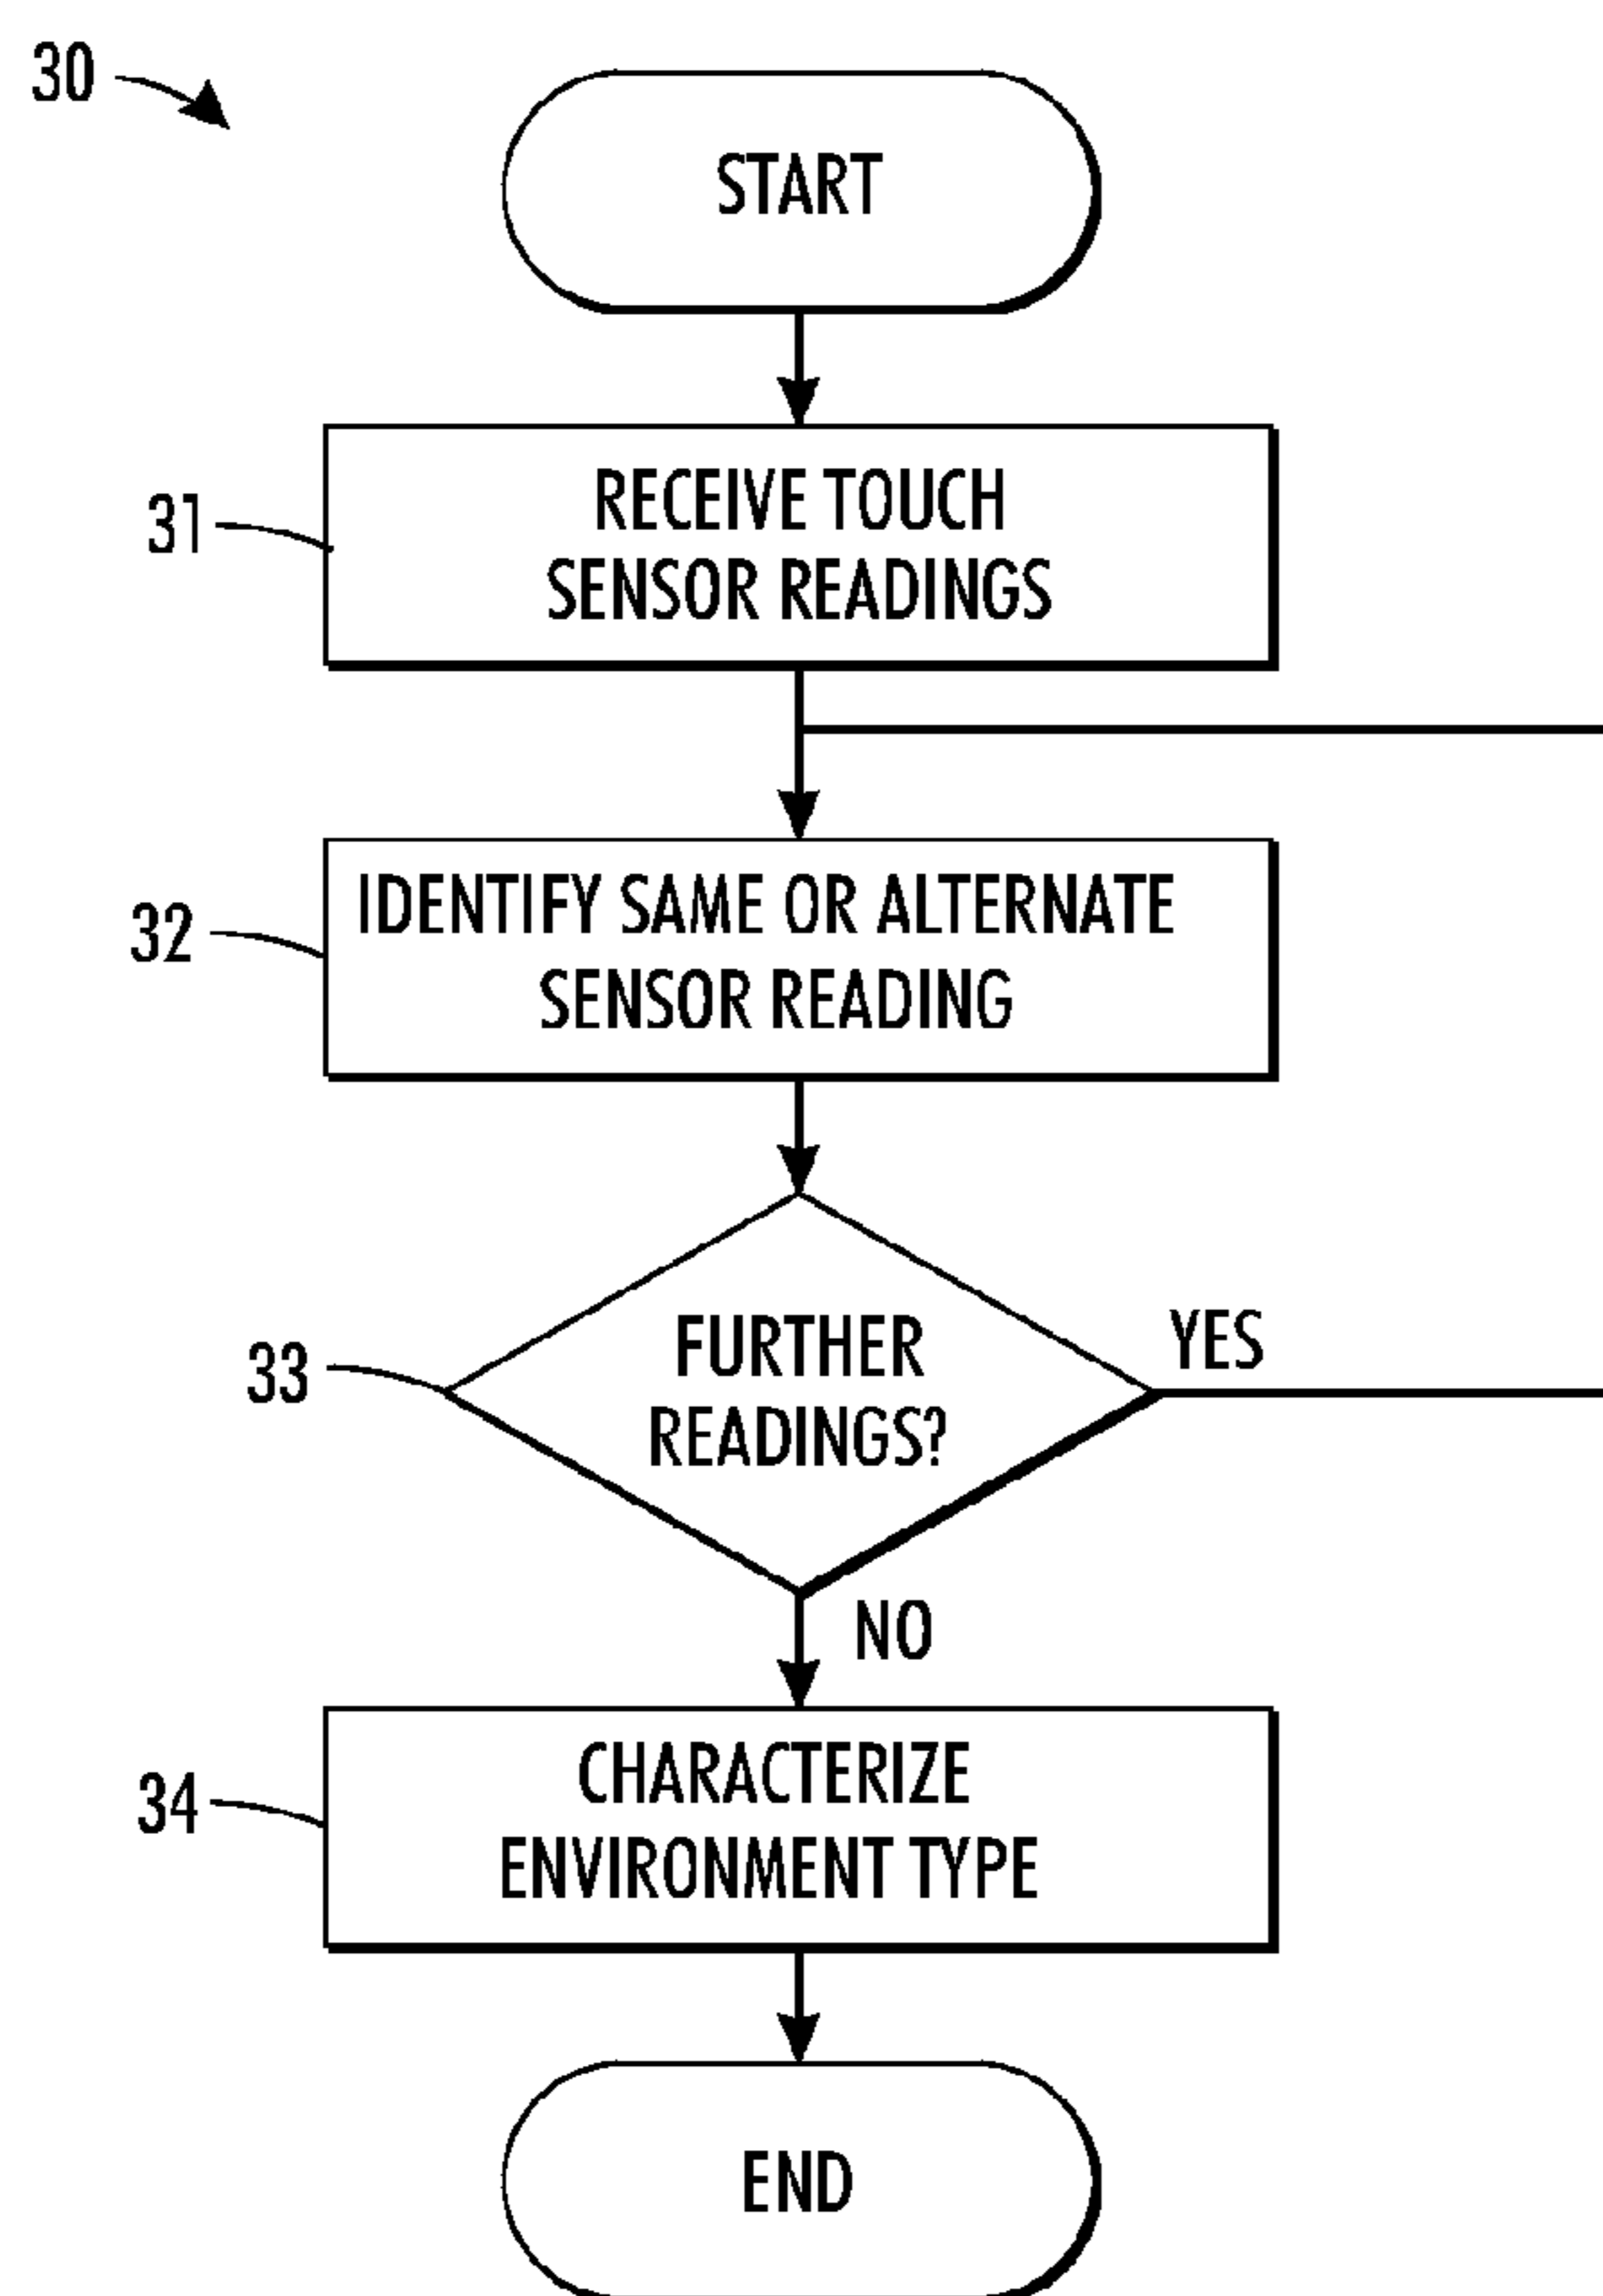 30
START
31
RECEIVE TOUCH
SENSOR READINGS
32
IDENTIFY SAME OR ALTERNATE
SENSOR READING
33
FURTHER
READINGS?
YES
NO
34
CHARACTERIZE
ENVIRONMENT TYPE
END